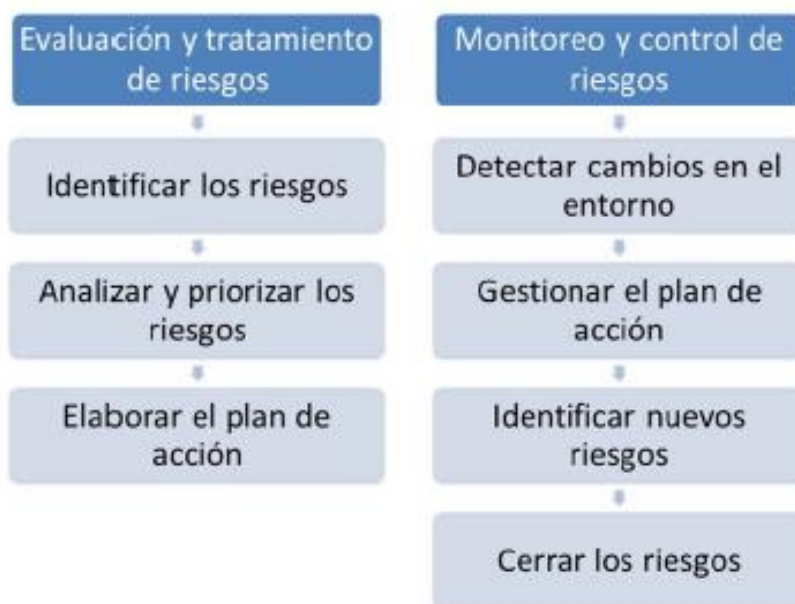 Evaluación y tratamiento
de riesgos
Identificar los riesgos
Analizar y priorizar los
riesgos
Elaborar el plan de
acción
Monitoreo y control de
riesgos
Detectar cambios en el
entorno
Gestionar el plan de
acción
Identificar nuevos
riesgos
Cerrar los riesgos